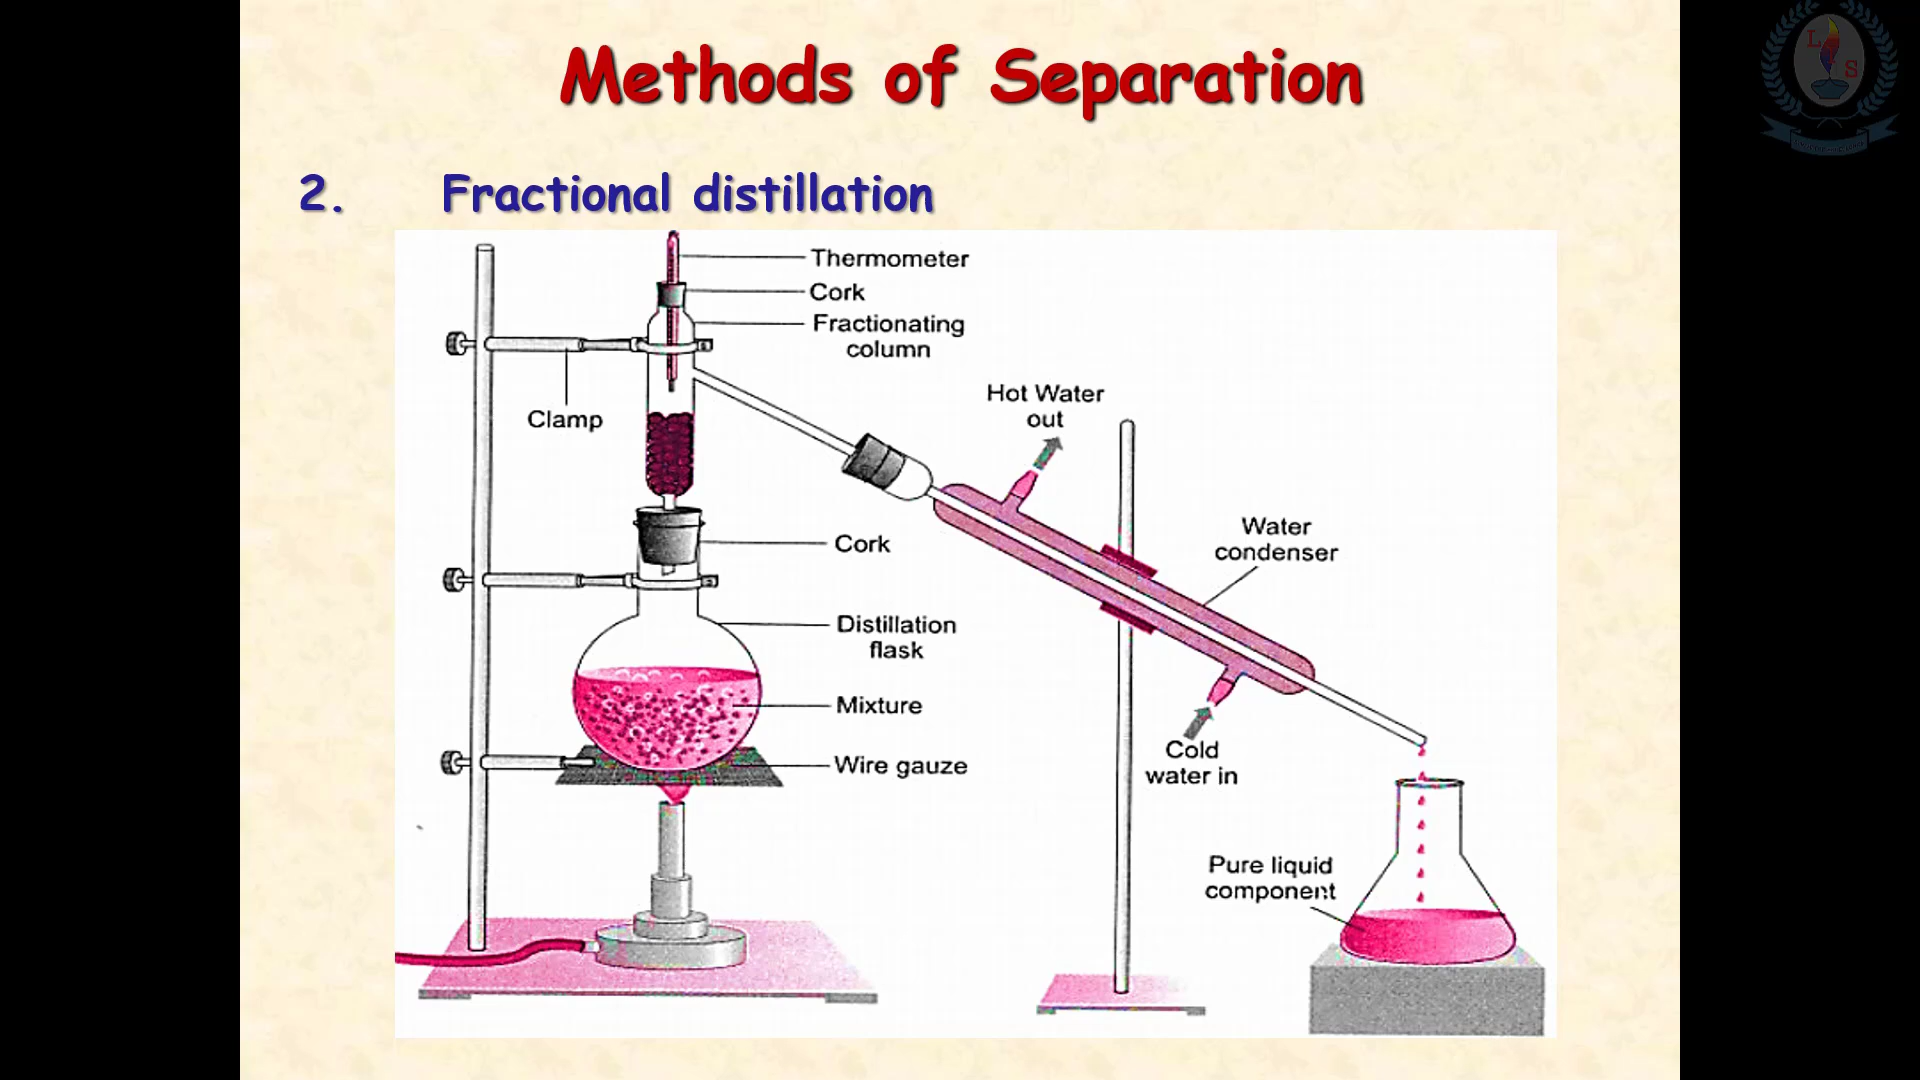 Methods of Separation
2. Fractional distillation
Thermometer
Cork
Fractionating
column
Clamp
Hot Water
out
Water
condenser
Cork
Distillation
flask
Mixture
Wire gauze
Cold
water in
Pure liquid
component
L
S